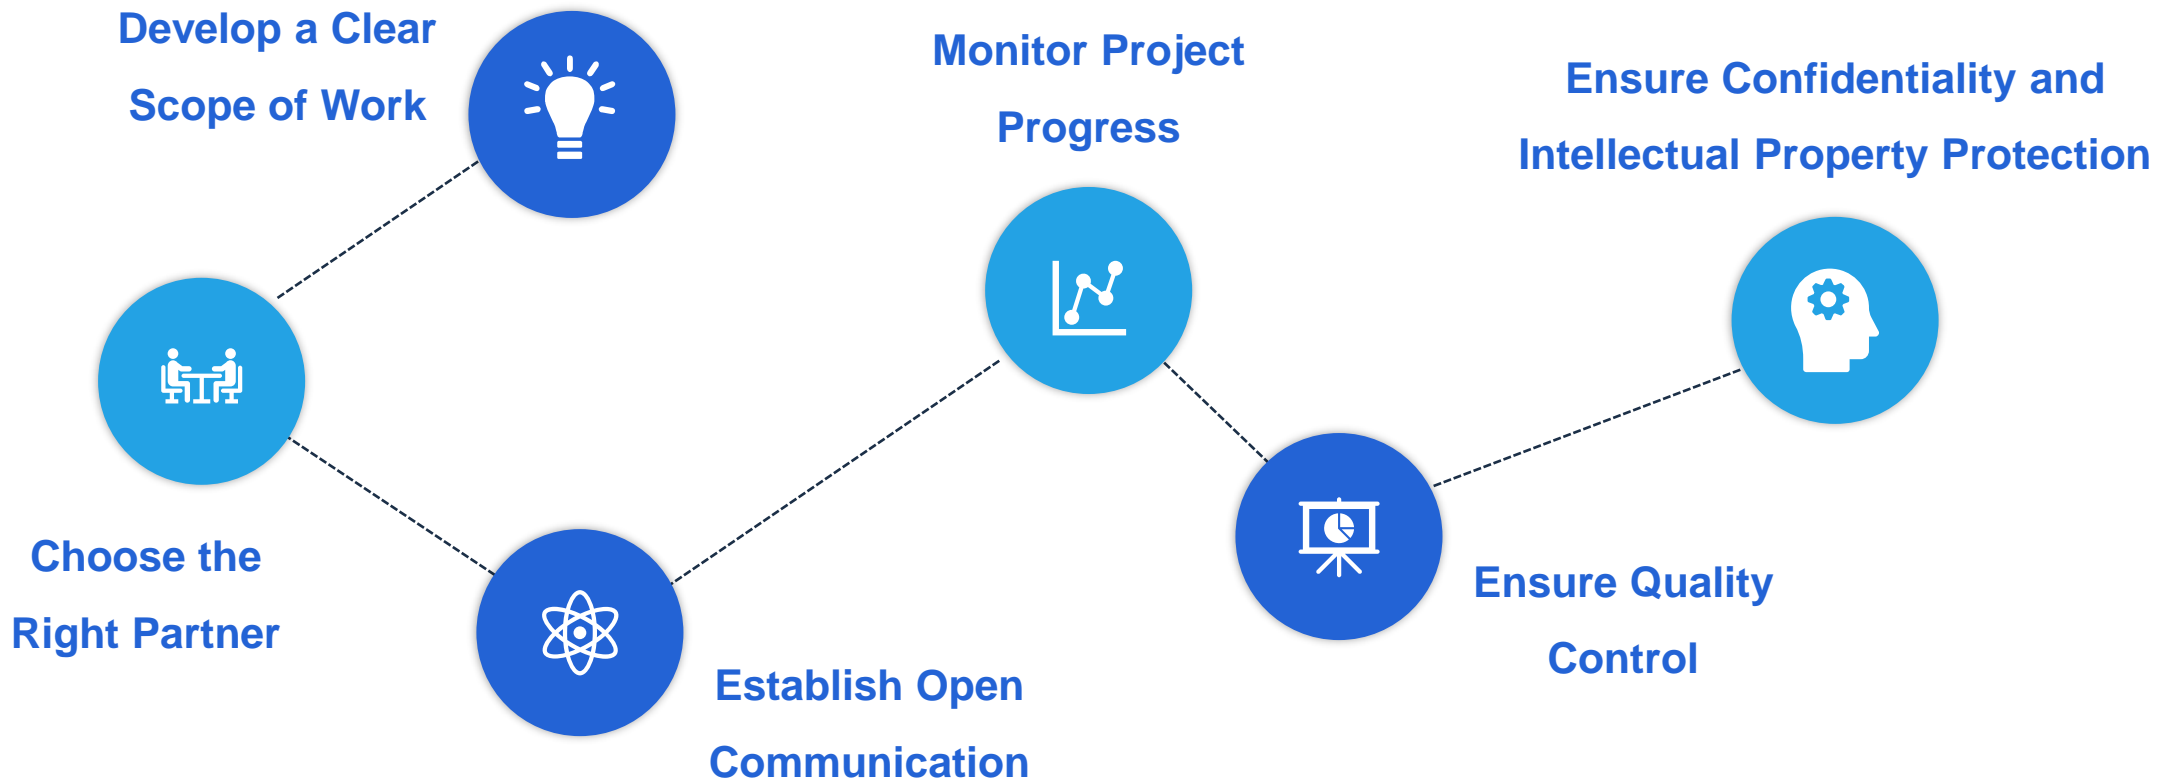 Develop a Clear
Scope of Work
Choose the
Right Partner
Establish Open
Communication
Monitor Project
Progress
Ensure Quality
Control
Ensure Confidentiality and
Intellectual Property Protection